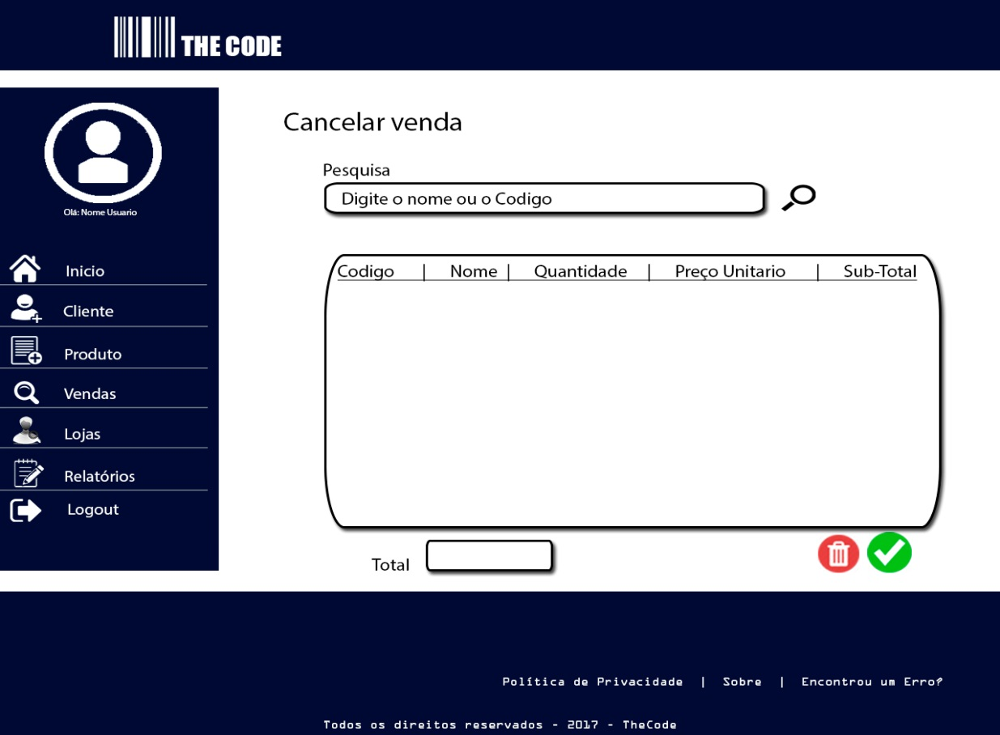 THE CODE
Olá: Nome Usuario
Inicio
Cliente
Produto
Vendas
Lojas
Relatórios
Logout
Cancelar venda
Pesquisa
Digite o nome ou o Codigo
Codigo | Nome | Quantidade | Preço Unitario | Sub-Total
Total
Política de Privacidade | Sobre | Encontrou um Erro?
Todos os direitos reservados - 2017 - TheCode